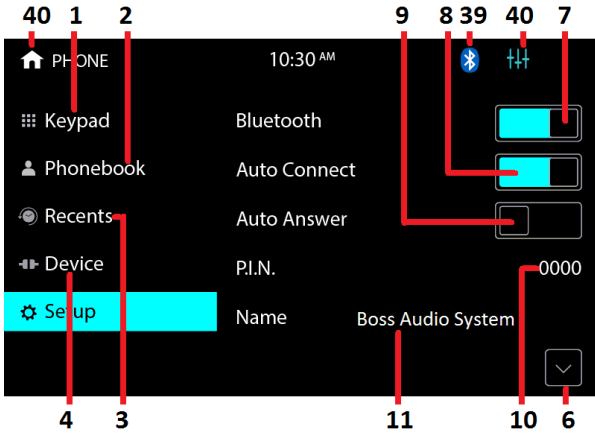 40 1 2 9 8 39 40 7
PHONE 10:30 AM
Keypad Bluetooth
Phonebook Auto Connect
Recents Auto Answer
Device P.I.N. 0000
Setup Name Boss Audio System
4 3 11 10 6